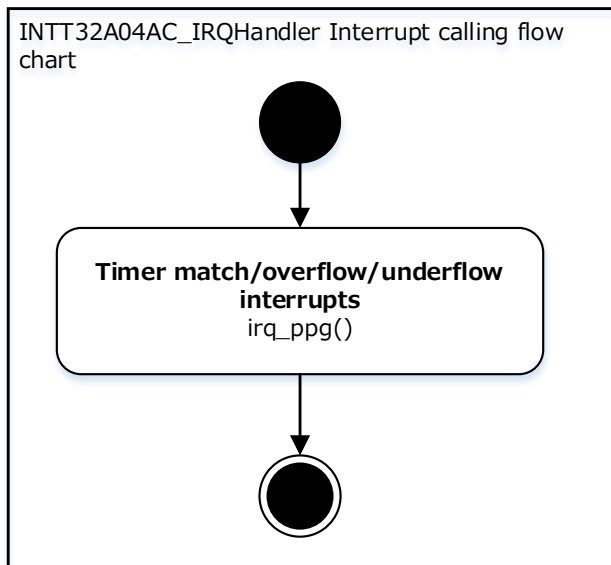 INTT32A04AC_IRQHandler Interrupt calling flow
chart
Timer match/overflow/underflow
interrupts
irq_ppg()